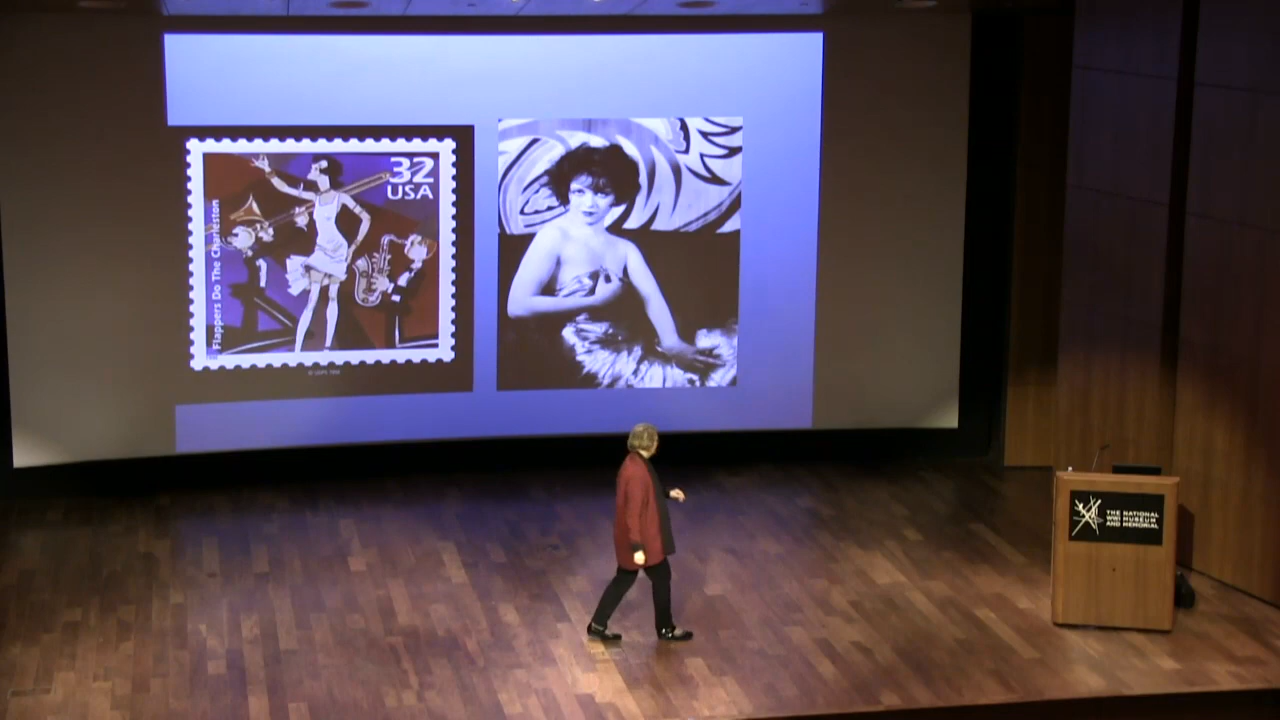 32
USA
Flappers Do The Charleston
THE NATIONAL
WWI MUSEUM
AND MEMORIAL